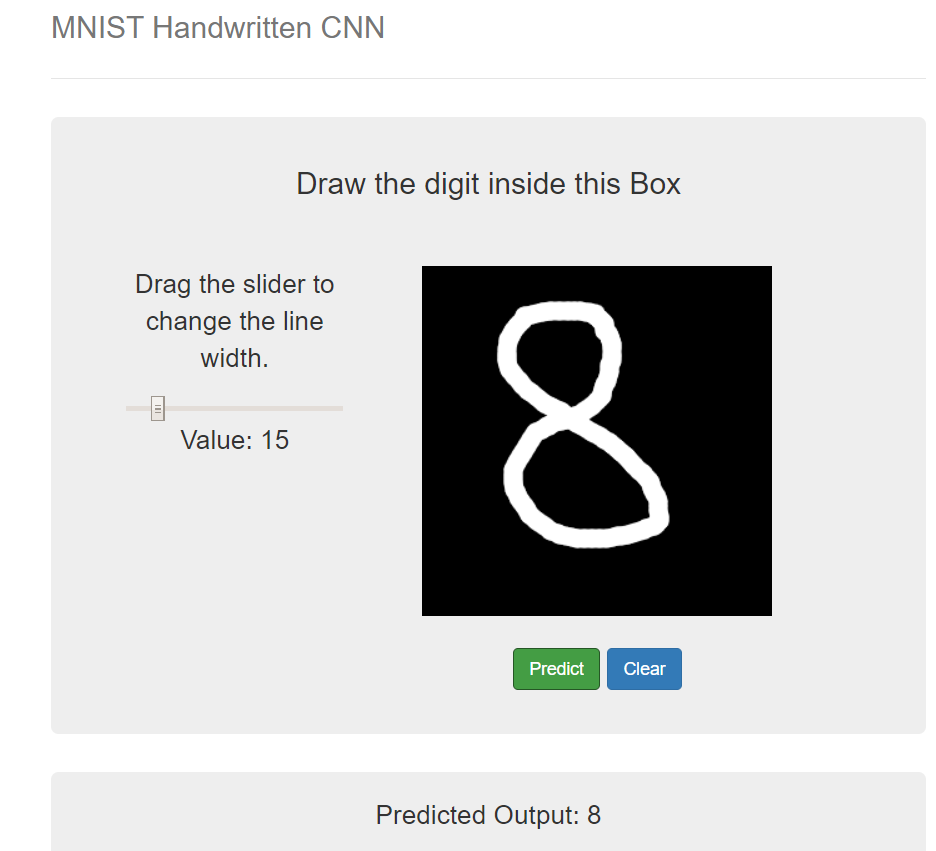 MNIST Handwritten CNN
Draw the digit inside this Box
Drag the slider to
change the line
width.
Value: 15
8
Predict Clear
Predicted Output: 8